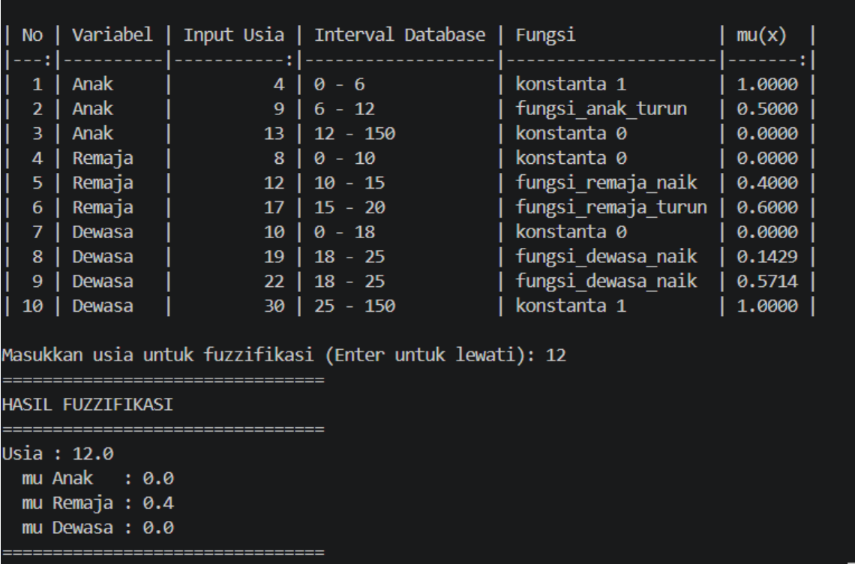 | No | Variabel | Input Usia | Interval Database | Fungsi | mu(x) |
|---:|----------|-----------:|-------------------|---------------------|-------:|
| 1 | Anak | 4 | 0 - 6 | konstanta 1 | 1.0000 |
| 2 | Anak | 9 | 6 - 12 | fungsi_anak_turun | 0.5000 |
| 3 | Anak | 13 | 12 - 150 | konstanta 0 | 0.0000 |
| 4 | Remaja | 8 | 0 - 10 | konstanta 0 | 0.0000 |
| 5 | Remaja | 12 | 10 - 15 | fungsi_remaja_naik | 0.4000 |
| 6 | Remaja | 17 | 15 - 20 | fungsi_remaja_turun | 0.6000 |
| 7 | Dewasa | 10 | 0 - 18 | konstanta 0 | 0.0000 |
| 8 | Dewasa | 19 | 18 - 25 | fungsi_dewasa_naik | 0.1429 |
| 9 | Dewasa | 22 | 18 - 25 | fungsi_dewasa_naik | 0.5714 |
| 10 | Dewasa | 30 | 25 - 150 | konstanta 1 | 1.0000 |
Masukkan usia untuk fuzzifikasi (Enter untuk lewati): 12
================================
HASIL FUZZIFIKASI
================================
Usia : 12.0
mu Anak : 0.0
mu Remaja : 0.4
mu Dewasa : 0.0
================================